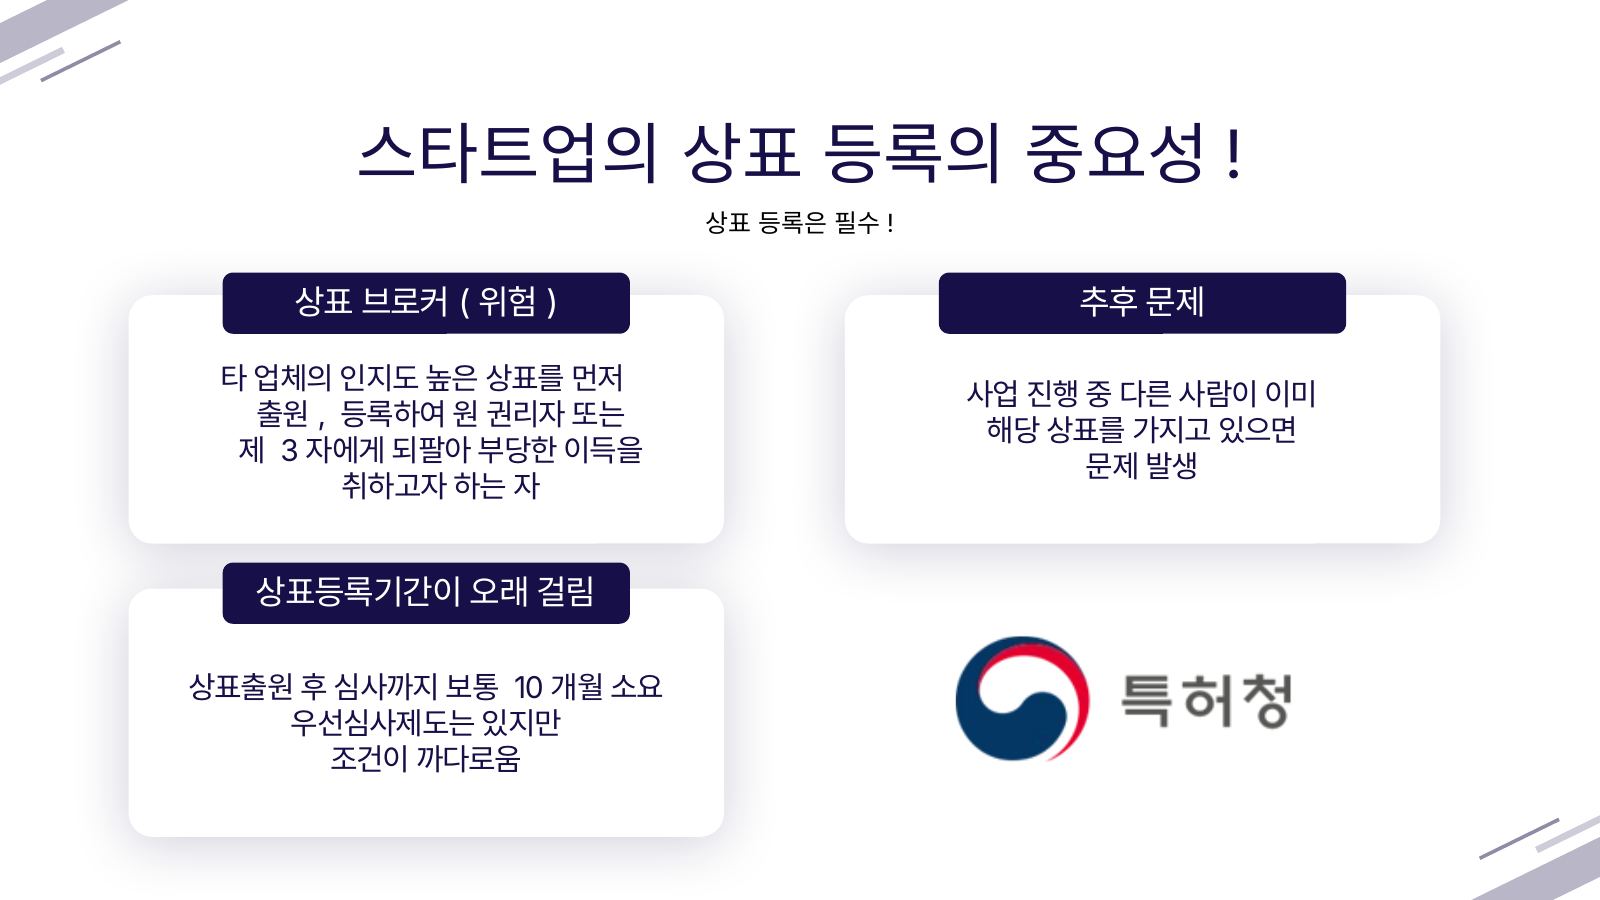 스타트업의 상표 등록의 중요성 !
상표 등록은 필수 !
상표 브로커 ( 위험 )
타 업체의 인지도 높은 상표를 먼저
출원 , 등록하여 원 권리자 또는
제 3 자에게 되팔아 부당한 이득을
취하고자 하는 자
추후 문제
사업 진행 중 다른 사람이 이미
해당 상표를 가지고 있으면
문제 발생
상표등록기간이 오래 걸림
상표출원 후 심사까지 보통 10 개월 소요
우선심사제도는 있지만
조건이 까다로움
특허청